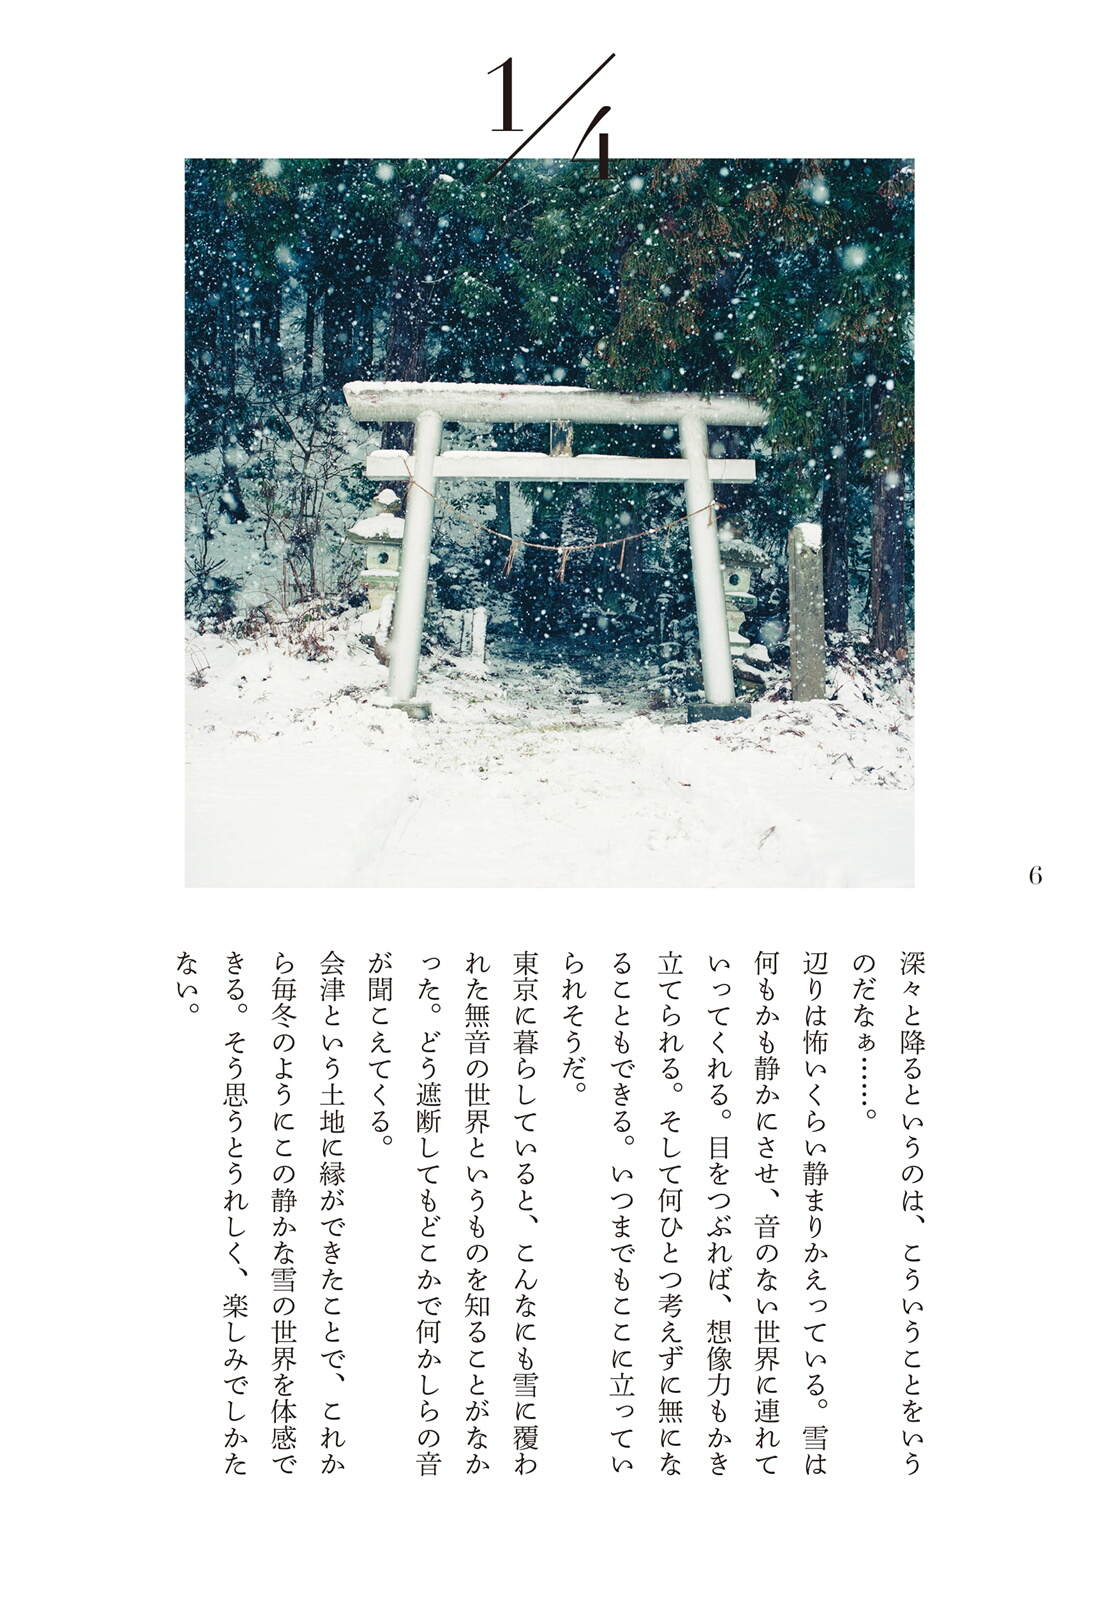 1/4
深々と降るというのは、こういうことをいう
のだなぁ……。
辺りは怖いくらい静まりかえっている。雪は
何もかも静かにさせ、音のない世界に連れて
いってくれる。目をつぶれば、想像力もかき
立てられる。そして何ひとつ考えずに無にな
ることもできる。いつまでもここに立ってい
られそうだ。
東京に暮らしていると、こんなにも雪に覆わ
れた無音の世界というものを知ることがなか
った。どう遮断してもどこかで何かしらの音
が聞こえてくる。
会津という土地に縁ができたことで、これか
ら毎冬のようにこの静かな雪の世界を体感で
きる。そう思うとうれしく、楽しみでしかた
ない。
6